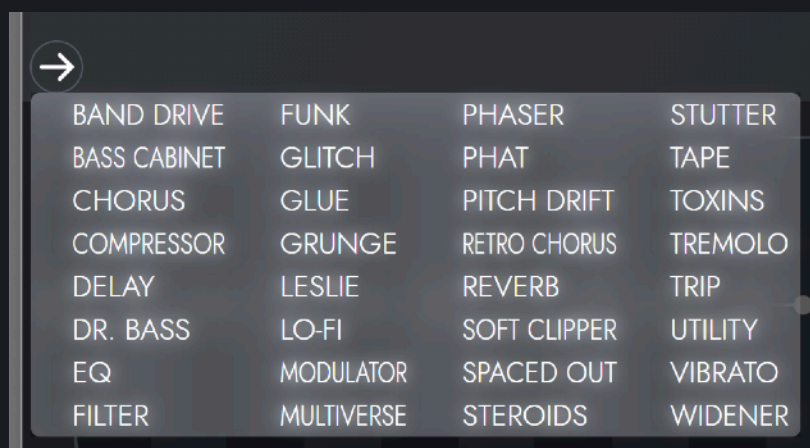 BAND DRIVE FUNK PHASER STUTTER
BASS CABINET GLITCH PHAT TAPE
CHORUS GLUE PITCH DRIFT TOXINS
COMPRESSOR GRUNGE RETRO CHORUS TREMOLO
DELAY LESLIE REVERB TRIP
DR. BASS LO-FI SOFT CLIPPER UTILITY
EQ MODULATOR SPACED OUT VIBRATO
FILTER MULTIVERSE STEROIDS WIDENER